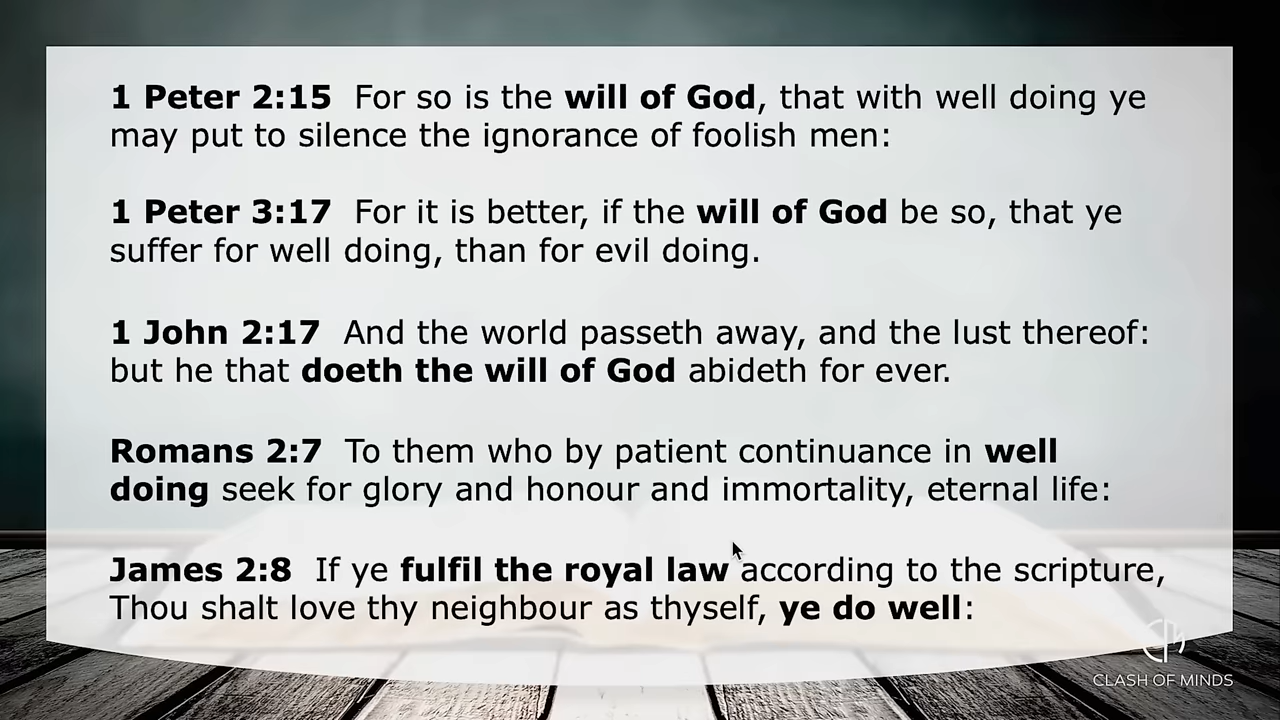 1 Peter 2:15 For so is the will of God, that with well doing ye
may put to silence the ignorance of foolish men:
1 Peter 3:17 For it is better, if the will of God be so, that ye
suffer for well doing, than for evil doing.
1 John 2:17 And the world passeth away, and the lust thereof:
but he that doeth the will of God abideth for ever.
Romans 2:7 To them who by patient continuance in well
doing seek for glory and honour and immortality, eternal life:
James 2:8 If ye fulfil the royal law according to the scripture,
Thou shalt love thy neighbour as thyself, ye do well:
CLASH OF MINDS